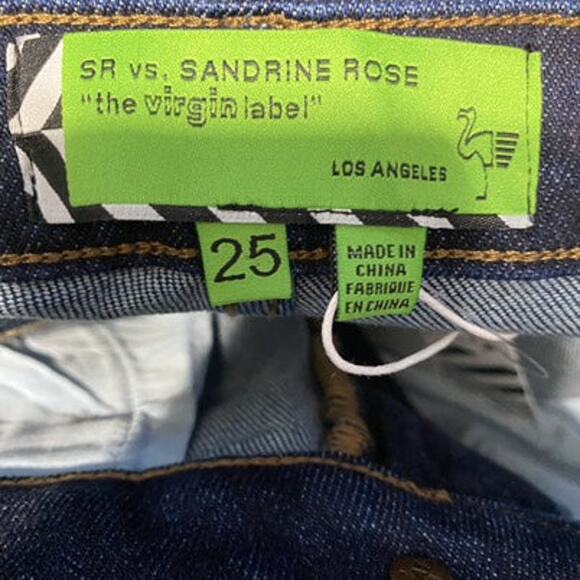 SR vs. SANDRINE ROSE
"the virgin label"
LOS ANGELES
25
MADE IN
CHINA
FABRIQUE
EN CHINA